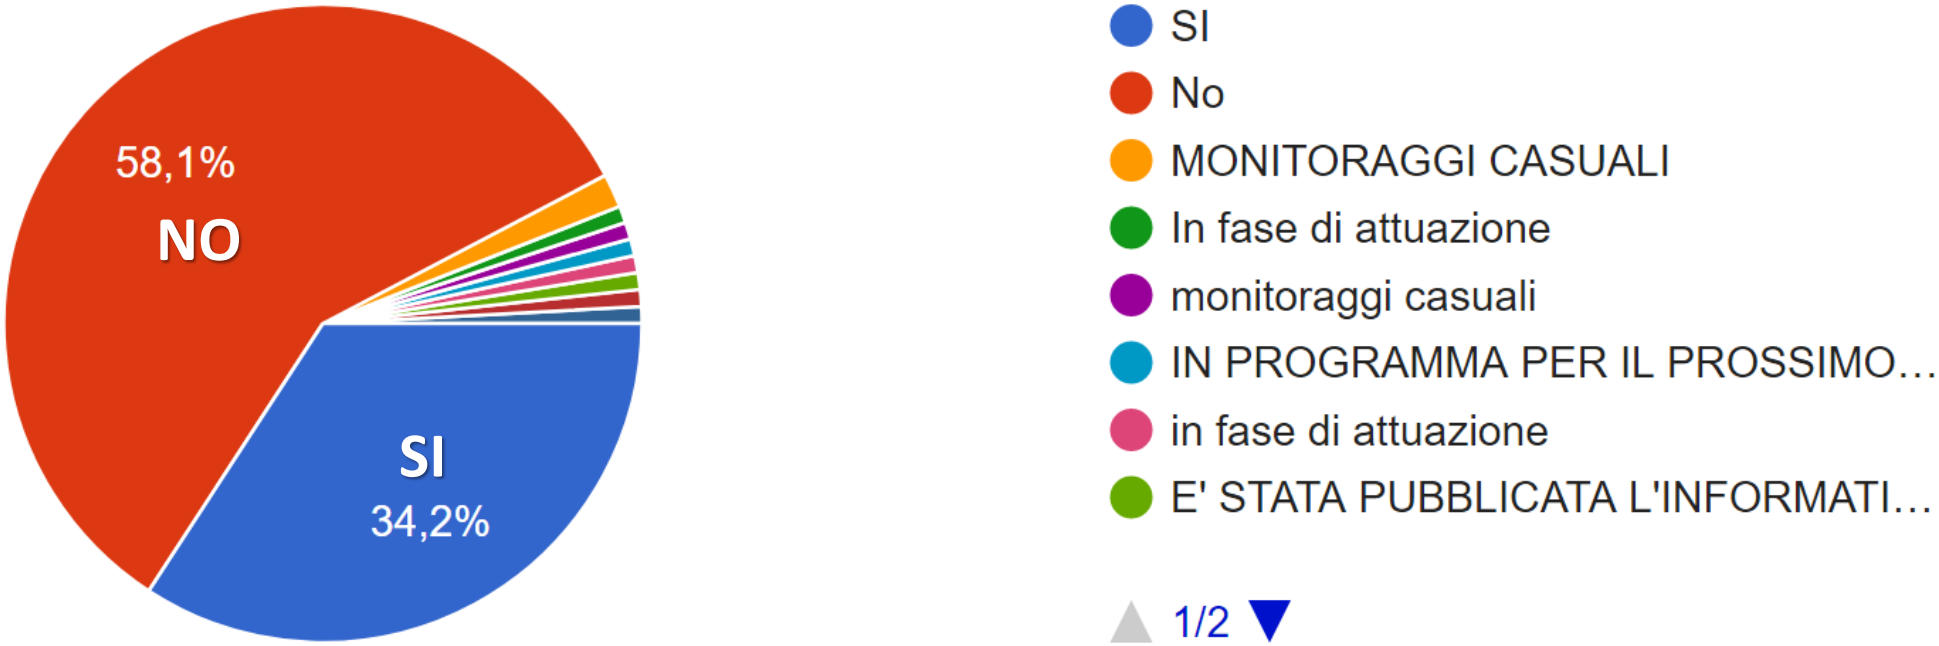 58,1%
NO
SI
34,2%
SI
No
MONITORAGGI CASUALI
In fase di attuazione
monitoraggi casuali
IN PROGRAMMA PER IL PROSSIMO...
in fase di attuazione
E' STATA PUBBLICATA L'INFORMATI...
1/2